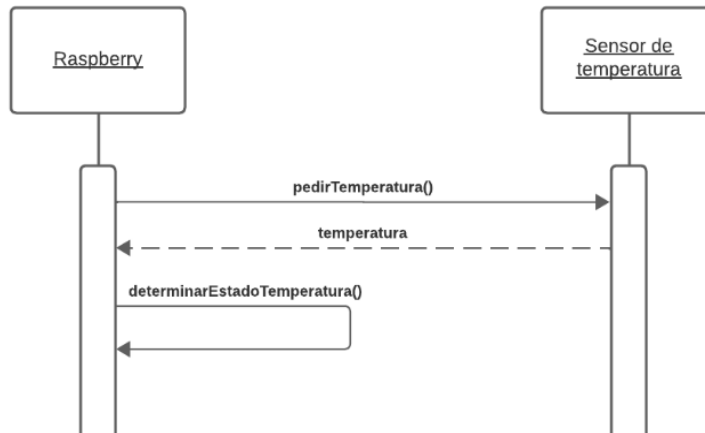 Raspberry
Sensor de
temperatura
pedirTemperatura()
temperatura
determinarEstadoTemperatura()